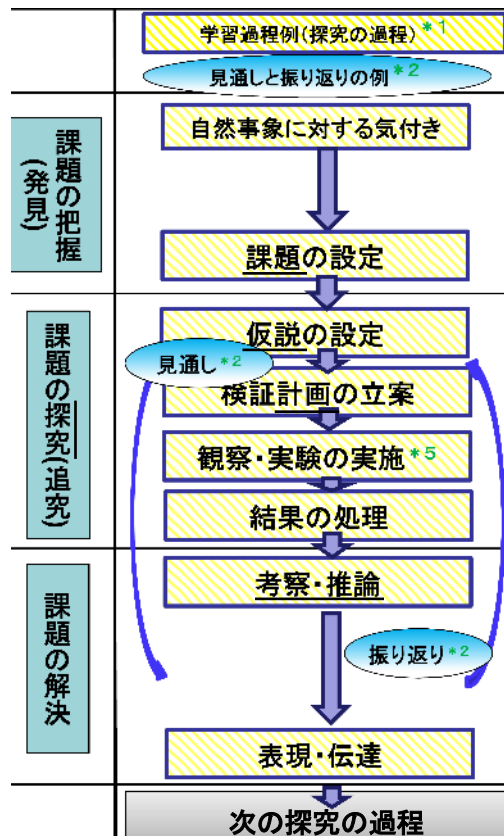 学習過程例(探究の過程)*1
見通しと振り返りの例*2
課題の把握
(発見)
自然事象に対する気付き
課題の設定
課題の探究(追究)
仮説の設定
見通し*2
検証計画の立案
観察・実験の実施*5
結果の処理
課題の解決
考察・推論
振り返り*2
表現・伝達
次の探究の過程